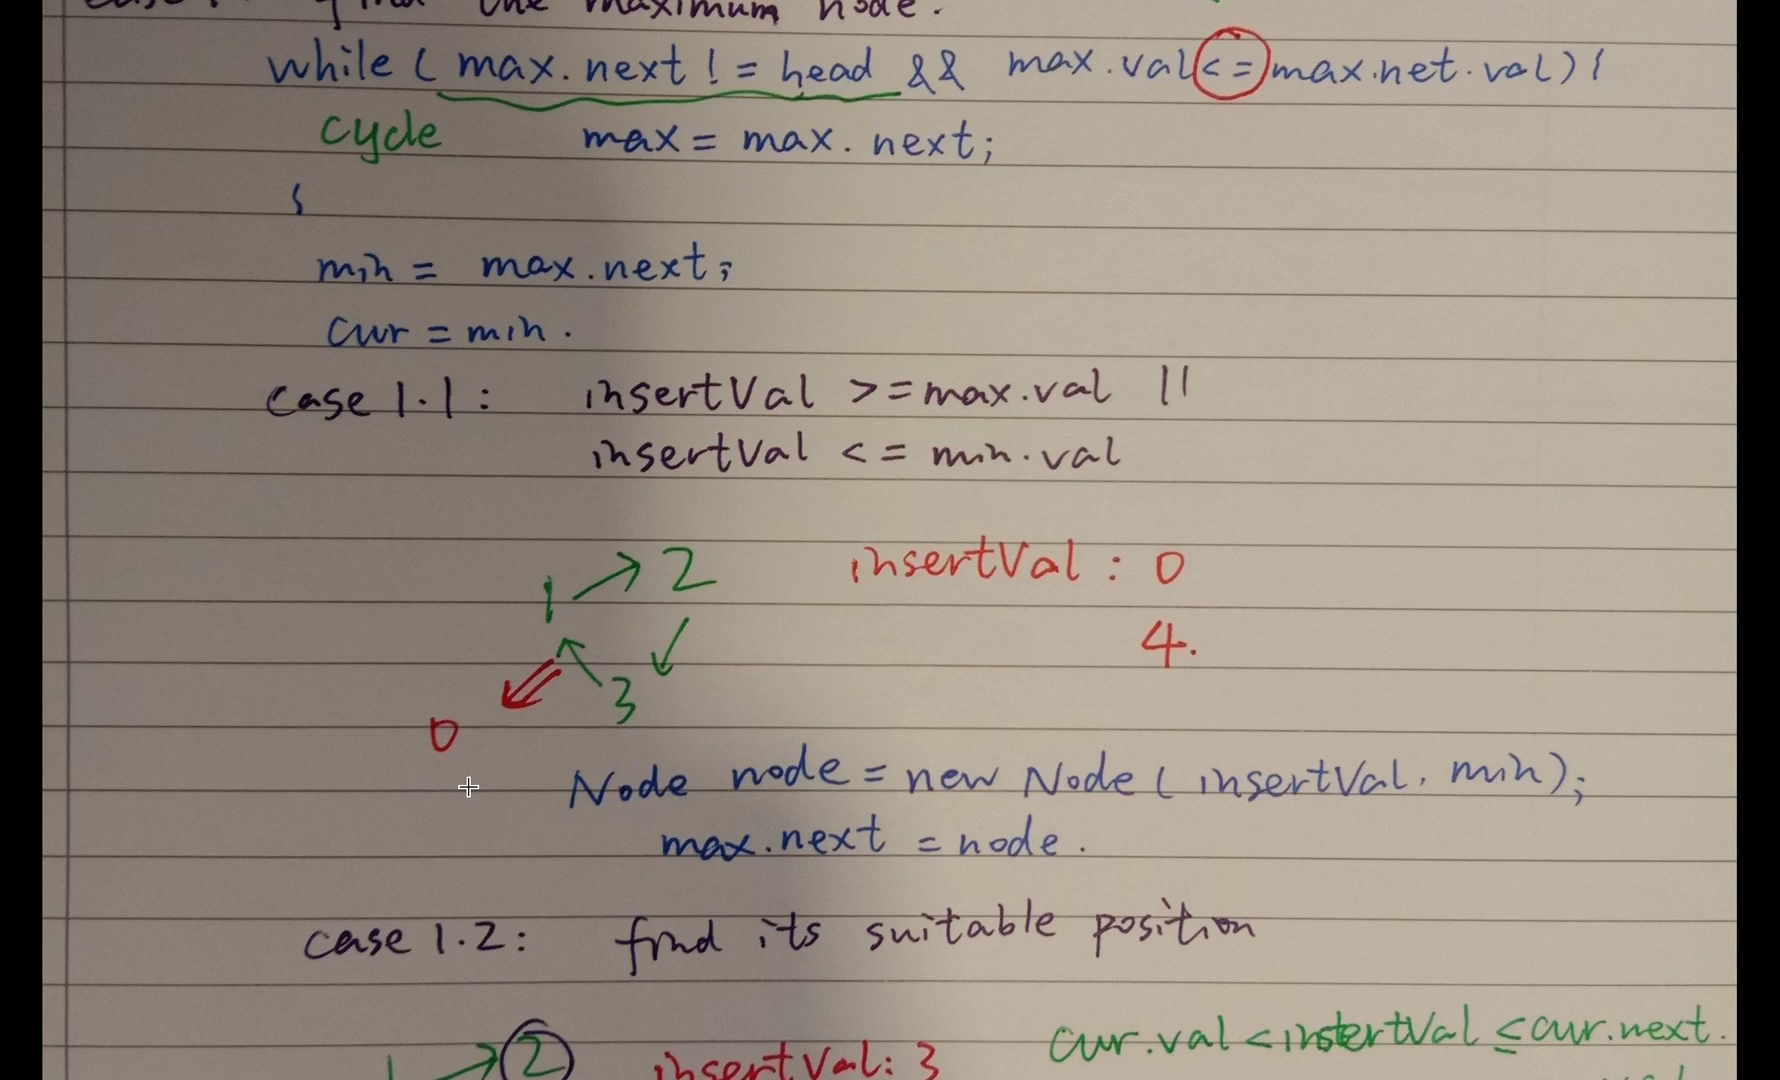 the maximum node.
while ( max.next != head && max.val <= max.net.val) {
cycle max = max.next;
}
min = max.next;
cur = min.
case 1.1: insertVal >= max.val ||
insertVal <= min.val
1 → 2 insertVal : 0
4.
3
0
Node node = new Node ( insertVal, min);
max.next = node.
case 1.2: find its suitable position
cur.val < insertVal ≤ cur.next.
1 → 2 insertVal: 3